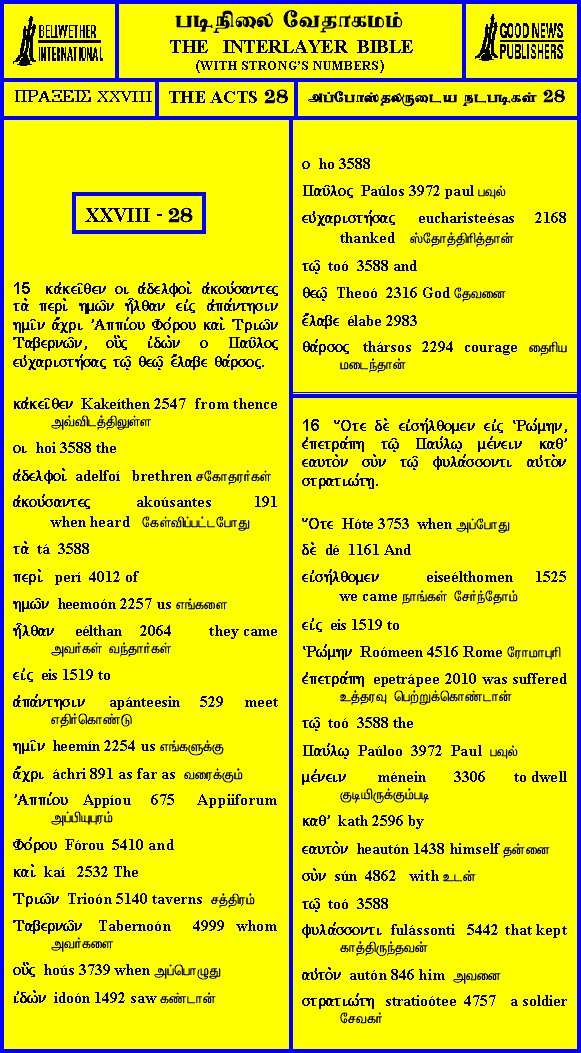 BELLWETHER
INTERNATIONAL
படிநிலை வேதாகமம்
THE INTERLAYER BIBLE
(WITH STRONG'S NUMBERS)
GOOD NEWS
PUBLISHERS
ΠΡΑΞΕΙΣ XXVIII
THE ACTS 28
அப்போஸ்தலருடைய நடபடிகள் 28
XXVIII - 28
15 κἀκεῖθεν οι ἀδελφοὶ ἀκούσαντες
τὰ περὶ ημῶν ἦλθαν εἰς ἀπάντησιν
ημῖν ἄχρι Ἀππίου Φόρου καὶ Τριῶν
Ταβερνῶν, οὓς ἰδὼν ο Παῦλος
εὐχαριστήσας τῷ θεῷ ἔλαβε θάρσος.
κἀκεῖθεν Kakeíthen 2547 from thence
அவ்விடத்திலுள்ள
οι hoi 3588 the
ἀδελφοὶ adelfoí brethren சகோதரர்கள்
ἀκούσαντες akoúsantes 191
when heard கேள்விப்பட்டபோது
τὰ tá 3588
περὶ perí 4012 of
ημῶν heemoón 2257 us எங்களை
ἦλθαν eélthan 2064 they came
அவர்கள் வந்தார்கள்
εἰς eis 1519 to
ἀπάντησιν apánteesin 529 meet
எதிர்கொண்டு
ημῖν heemín 2254 us எங்களுக்கு
ἄχρι áchri 891 as far as வரைக்கும்
Ἀππίου Appíou 675 Appiiforum
அப்பியுபுரம்
Φόρου Fórou 5410 and
καὶ kaí 2532 The
Τριῶν Trioón 5140 taverns சத்திரம்
Ταβερνῶν Tabernoón 4999 whom
அவர்களை
οὓς hoús 3739 when அப்பொழுது
ἰδὼν idoón 1492 saw கண்டான்
ο ho 3588
Παῦλος Paúlos 3972 paul பவுல்
εὐχαριστήσας eucharisteésas 2168
thanked ஸ்தோத்திரித்தான்
τῷ toó 3588 and
θεῷ Theoó 2316 God தேவனை
ἔλαβε élabe 2983
θάρσος thársos 2294 courage தைரிய
மடைந்தான்
16 Ὅτε δὲ εἰσήλθομεν εἰς Ῥώμην,
ἐπετράπη τῷ Παύλῳ μένειν καθ’
εαυτὸν σὺν τῷ φυλάσσοντι αὐτὸν
στρατιώτῃ.
Ὅτε Hóte 3753 when அப்போது
δὲ dé 1161 And
εἰσήλθομεν eiseélthomen 1525
we came நாங்கள் சேர்ந்தோம்
εἰς eis 1519 to
Ῥώμην Roómeen 4516 Rome ரோமாபுரி
ἐπετράπη epetrápee 2010 was suffered
உத்தரவு பெற்றுக்கொண்டான்
τῷ toó 3588 the
Παύλῳ Paúloo 3972 Paul பவுல்
μένειν ménein 3306 to dwell
குடியிருக்கும்படி
καθ’ kath 2596 by
εαυτὸν heautón 1438 himself தன்னை
σὺν sún 4862 with உடன்
τῷ toó 3588
φυλάσσοντι fulássonti 5442 that kept
காத்திருந்தவன்
αὐτὸν autón 846 him அவனை
στρατιώτῃ stratioótee 4757 a soldier
சேவகர்